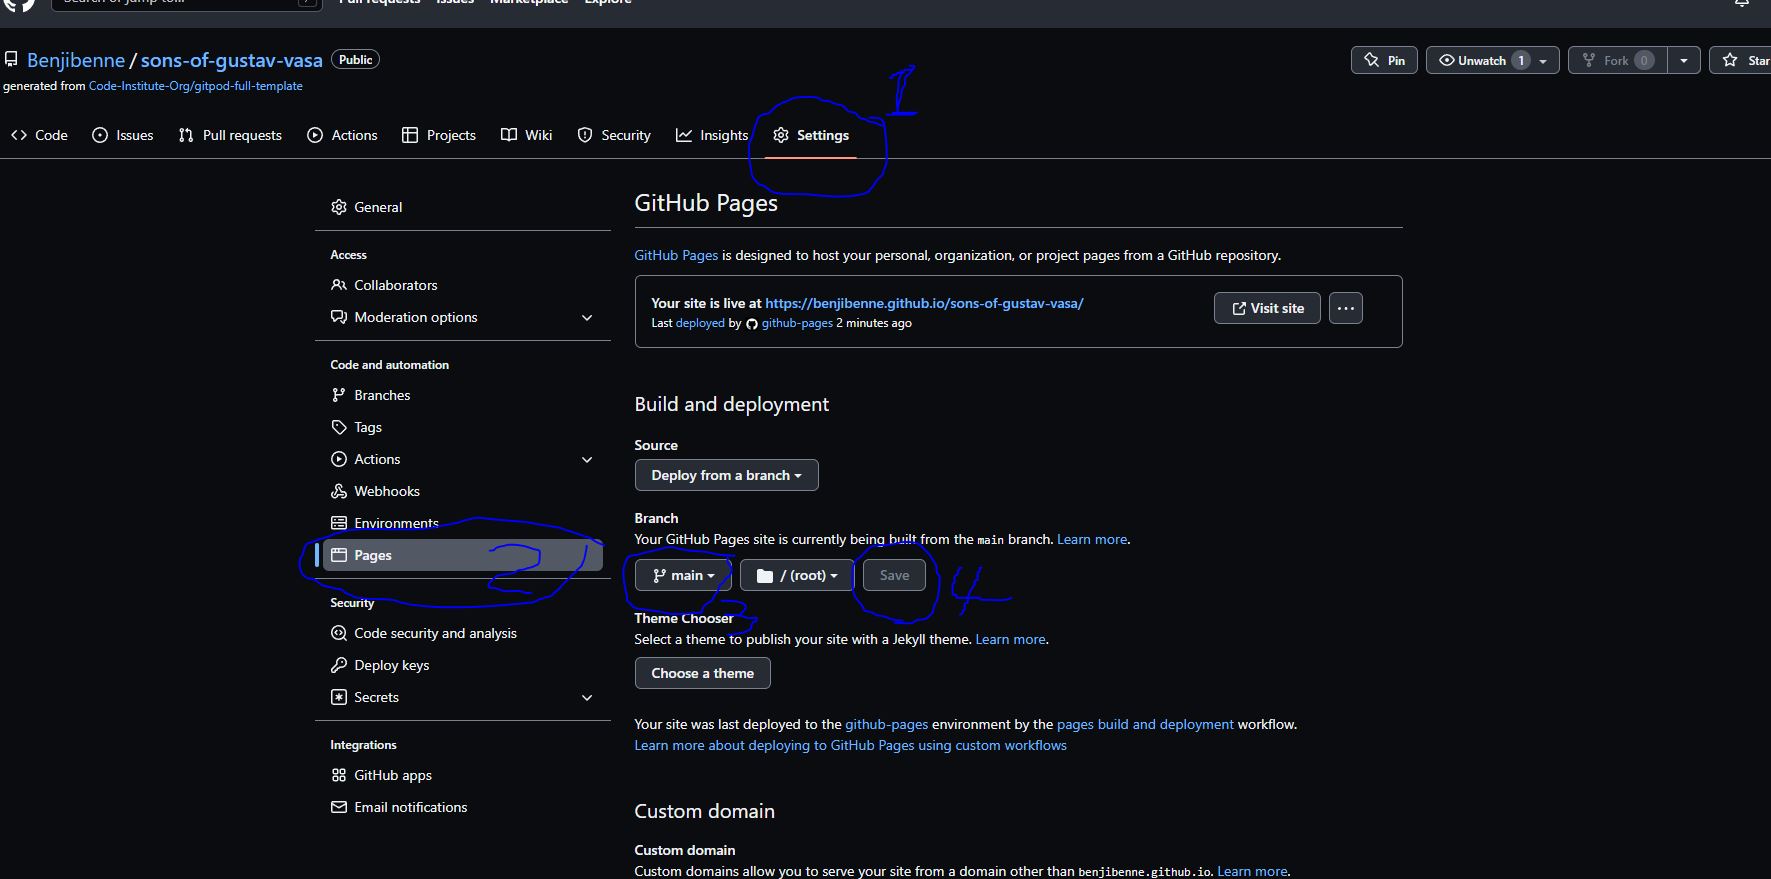 Search or jump to...
/
Pull requests
Issues
Marketplace
Explore
Benjibenne / sons-of-gustav-vasa Public
Pin
Unwatch 1
Fork 0
Star
generated from Code-Institute-Org/gitpod-full-template
1
Code
Issues
Pull requests
Actions
Projects
Wiki
Security
Insights
Settings
General
Access
Collaborators
Moderation options
Code and automation
Branches
Tags
Actions
Webhooks
Environments
Pages
2
Security
Code security and analysis
Deploy keys
Secrets
Integrations
GitHub apps
Email notifications
GitHub Pages
GitHub Pages is designed to host your personal, organization, or project pages from a GitHub repository.
Your site is live at https://benjibenne.github.io/sons-of-gustav-vasa/
Last deployed by github-pages 2 minutes ago
Visit site
Build and deployment
Source
Deploy from a branch
Branch
Your GitHub Pages site is currently being built from the main branch. Learn more.
main
/ (root)
Save
3
4
Theme Chooser
Select a theme to publish your site with a Jekyll theme. Learn more.
Choose a theme
Your site was last deployed to the github-pages environment by the pages build and deployment workflow.
Learn more about deploying to GitHub Pages using custom workflows
Custom domain
Custom domain
Custom domains allow you to serve your site from a domain other than benjibenne.github.io. Learn more.